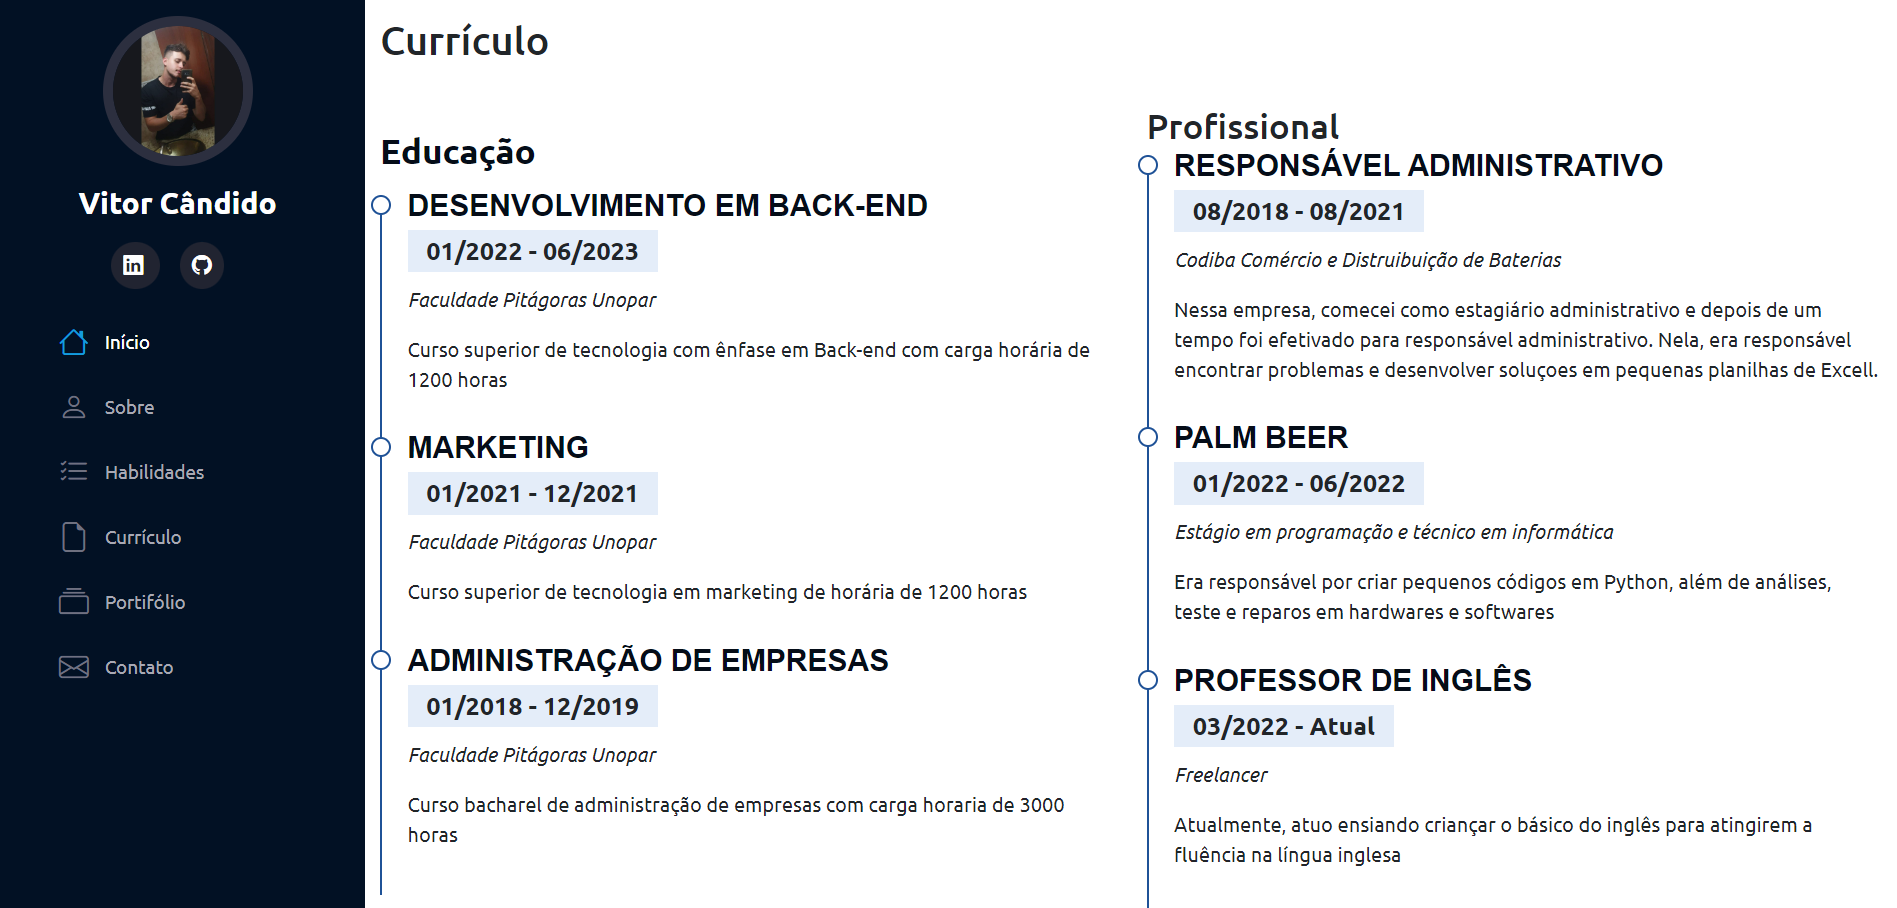 Vitor Cândido
in
Início
Sobre
Habilidades
Currículo
Portifólio
Contato
Currículo
Educação
DESENVOLVIMENTO EM BACK-END
01/2022 - 06/2023
Faculdade Pitágoras Unopar
Curso superior de tecnologia com ênfase em Back-end com carga horária de
1200 horas
MARKETING
01/2021 - 12/2021
Faculdade Pitágoras Unopar
Curso superior de tecnologia em marketing de horária de 1200 horas
ADMINISTRAÇÃO DE EMPRESAS
01/2018 - 12/2019
Faculdade Pitágoras Unopar
Curso bacharel de administração de empresas com carga horaria de 3000
horas
Profissional
RESPONSÁVEL ADMINISTRATIVO
08/2018 - 08/2021
Codiba Comércio e Distruibuição de Baterias
Nessa empresa, comecei como estagiário administrativo e depois de um
tempo foi efetivado para responsável administrativo. Nela, era responsável
encontrar problemas e desenvolver soluçoes em pequenas planilhas de Excell.
PALM BEER
01/2022 - 06/2022
Estágio em programação e técnico em informática
Era responsável por criar pequenos códigos em Python, além de análises,
teste e reparos em hardwares e softwares
PROFESSOR DE INGLÊS
03/2022 - Atual
Freelancer
Atualmente, atuo ensiando criançar o básico do inglês para atingirem a
fluência na língua inglesa